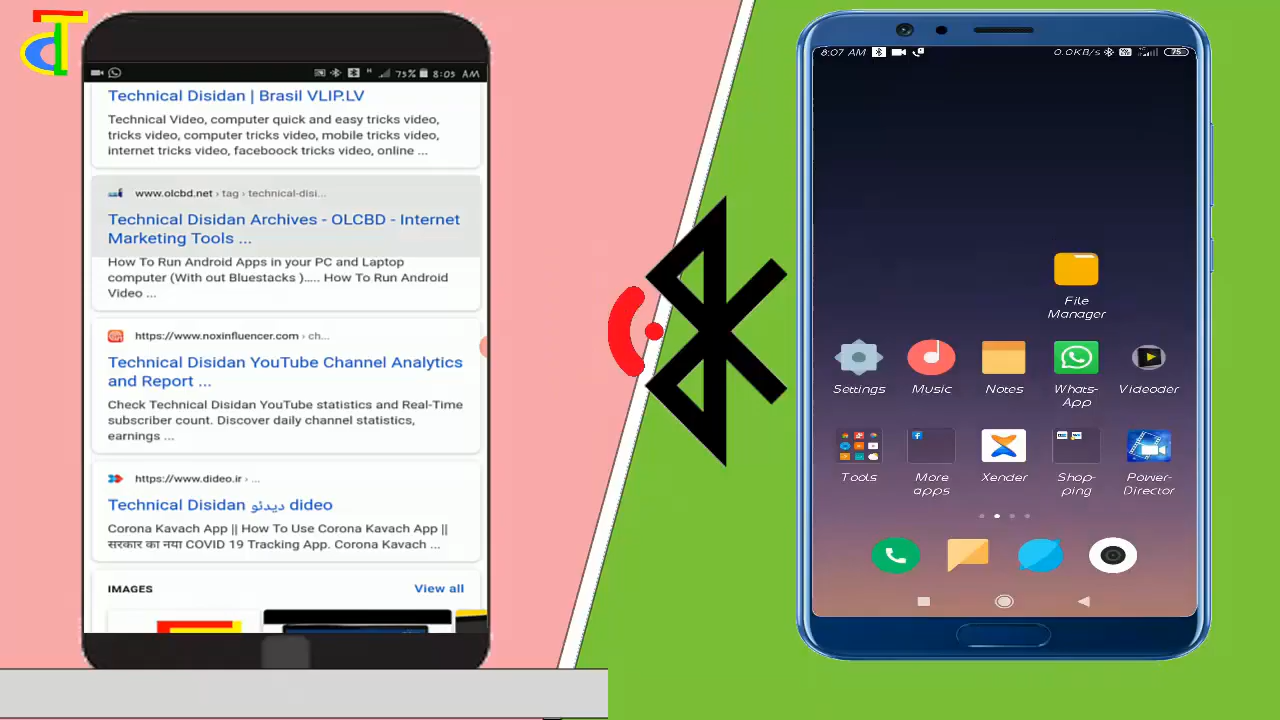 75% 8:05 AM
Technical Disidan | Brasil VLIP.LV
Technical Video, computer quick and easy tricks video,
tricks video, computer tricks video, mobile tricks video,
internet tricks video, faceboock tricks video, online ...
www.olcbd.net › tag › technical-disi...
Technical Disidan Archives - OLCBD - Internet
Marketing Tools ...
How To Run Android Apps in your PC and Laptop
computer (With out Bluestacks )..... How To Run Android
Video ...
https://www.noxinfluencer.com › ch...
Technical Disidan YouTube Channel Analytics
and Report ...
Check Technical Disidan YouTube statistics and Real-Time
subscriber count. Discover daily channel statistics,
earnings ...
https://www.dideo.ir › ...
Technical Disidan دیدئو dideo
Corona Kavach App || How To Use Corona Kavach App ||
सरकार का नया COVID 19 Tracking App. Corona Kavach ...
IMAGES View all
8:07 AM 0.0KB/s 75
File
Manager
Settings Music Notes Whats-
App Videoder
Tools More
apps Xender Shop-
ping Power-
Director